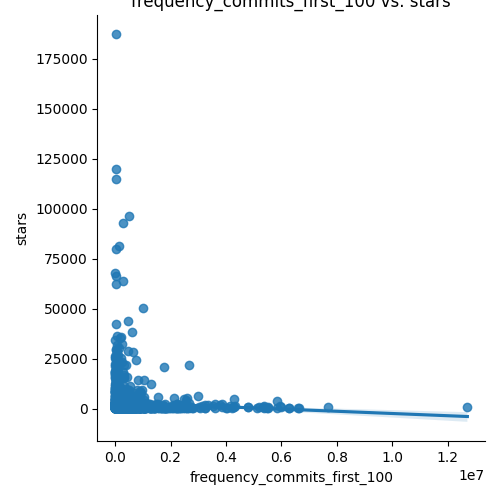 frequency_commits_first_100 vs. stars
175000
150000
125000
100000
75000
50000
25000
0
stars
0.0 0.2 0.4 0.6 0.8 1.0 1.2
1e7
frequency_commits_first_100